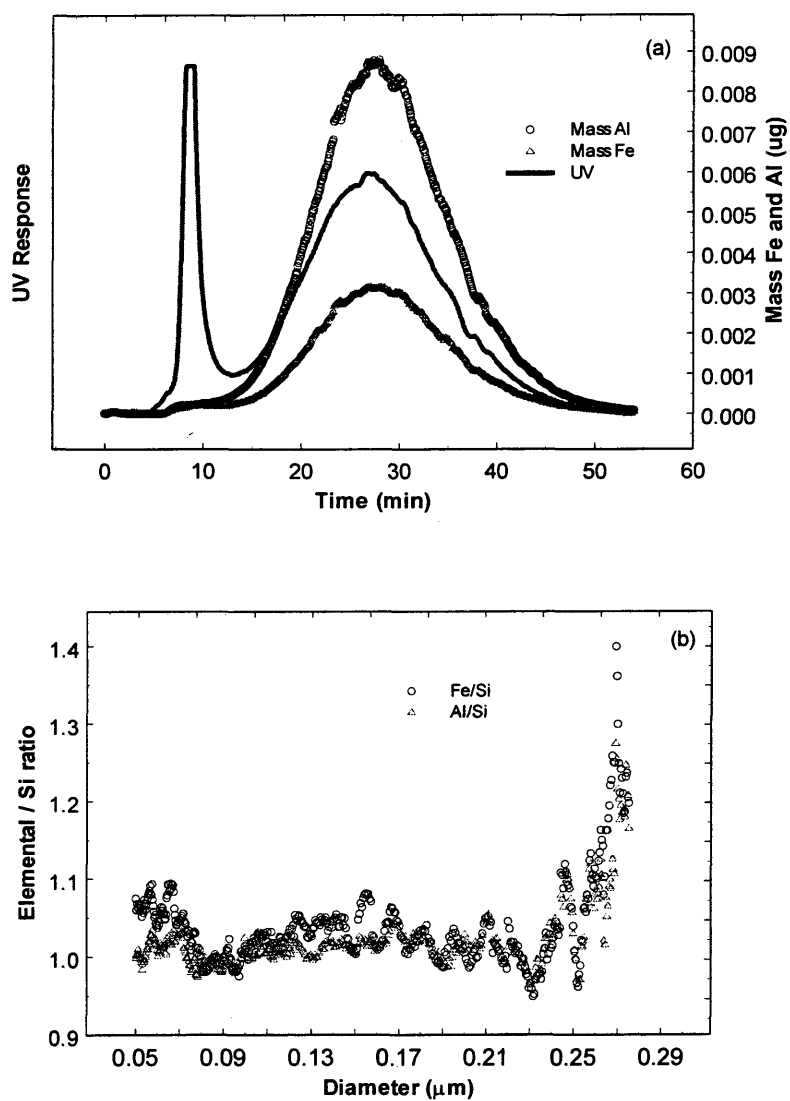 (a)
Mass Al
Mass Fe
UV
UV Response
Mass Fe and Al (ug)
0.009
0.008
0.007
0.006
0.005
0.004
0.003
0.002
0.001
0.000
0 10 20 30 40 50 60
Time (min)
(b)
Fe/Si
Al/Si
Elemental / Si ratio
1.4
1.3
1.2
1.1
1.0
0.9
0.05 0.09 0.13 0.17 0.21 0.25 0.29
Diameter (μm)